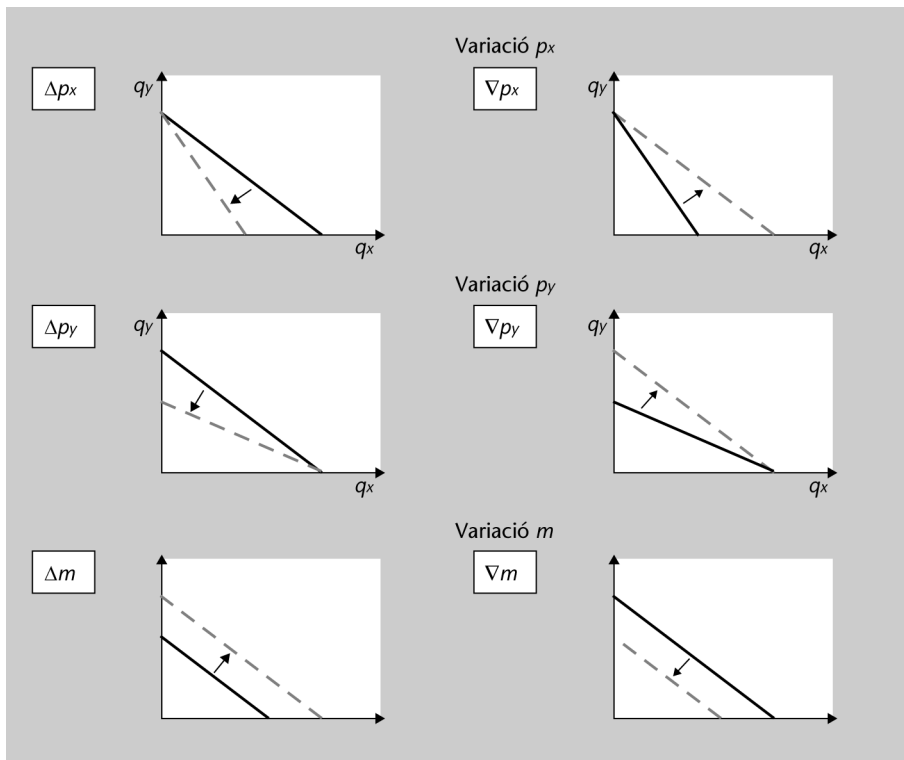 Variació px
Δpx
qy
qx
∇px
qy
qx
Variació py
Δpy
qy
qx
∇py
qy
qx
Variació m
Δm
∇m